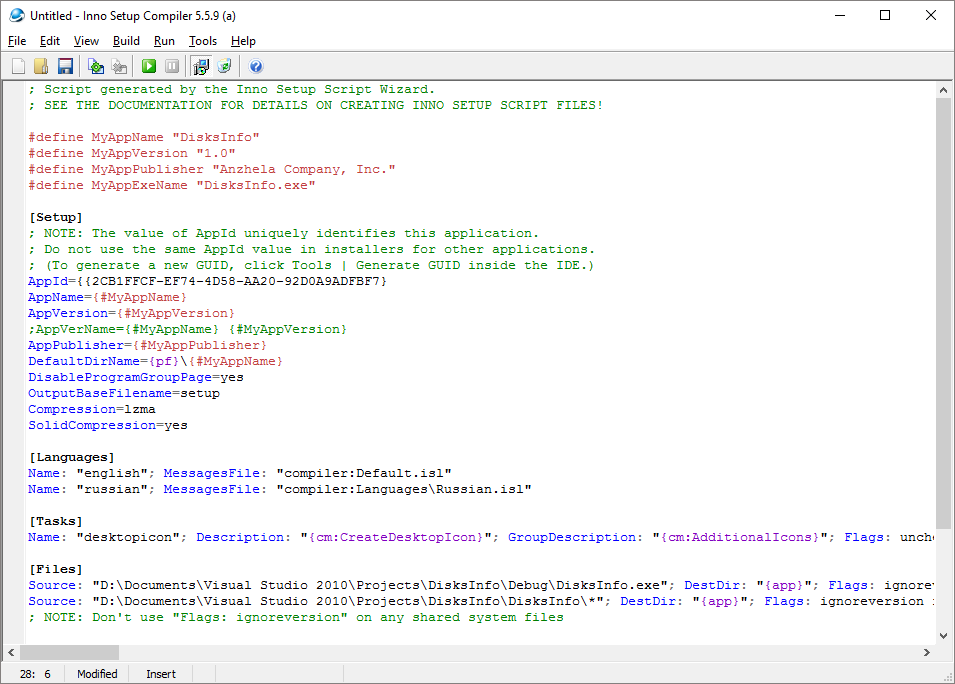 Untitled - Inno Setup Compiler 5.5.9 (a)
File Edit View Build Run Tools Help
; Script generated by the Inno Setup Script Wizard.
; SEE THE DOCUMENTATION FOR DETAILS ON CREATING INNO SETUP SCRIPT FILES!
#define MyAppName "DisksInfo"
#define MyAppVersion "1.0"
#define MyAppPublisher "Anzhela Company, Inc."
#define MyAppExeName "DisksInfo.exe"
[Setup]
; NOTE: The value of AppId uniquely identifies this application.
; Do not use the same AppId value in installers for other applications.
; (To generate a new GUID, click Tools | Generate GUID inside the IDE.)
AppId={{2CB1FFCF-EF74-4D58-AA20-92D0A9ADFBF7}
AppName={#MyAppName}
AppVersion={#MyAppVersion}
;AppVerName={#MyAppName} {#MyAppVersion}
AppPublisher={#MyAppPublisher}
DefaultDirName={pf}\{#MyAppName}
DisableProgramGroupPage=yes
OutputBaseFilename=setup
Compression=lzma
SolidCompression=yes
[Languages]
Name: "english"; MessagesFile: "compiler:Default.isl"
Name: "russian"; MessagesFile: "compiler:Languages\Russian.isl"
[Tasks]
Name: "desktopicon"; Description: "{cm:CreateDesktopIcon}"; GroupDescription: "{cm:AdditionalIcons}"; Flags:
[Files]
Source: "D:\Documents\Visual Studio 2010\Projects\DisksInfo\Debug\DisksInfo.exe"; DestDir: "{app}"; Flags:
Source: "D:\Documents\Visual Studio 2010\Projects\DisksInfo\DisksInfo\*"; DestDir: "{app}"; Flags: ignoreversion
; NOTE: Don't use "Flags: ignoreversion" on any shared system files
28: 6 Modified Insert